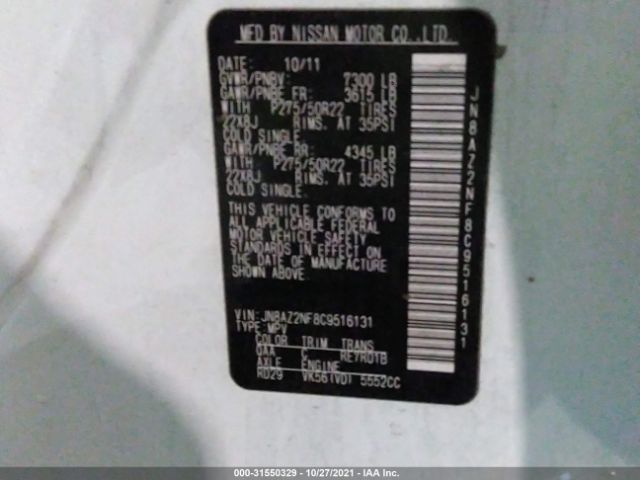 MFD BY NISSAN MOTOR CO.,LTD.
DATE: 10/11
GVWR/PNBV: 7300 LB
GAWR/PNBE FR: 3615 LB
WITH P275/50R22 TIRES
22X8J RIMS. AT 35PSI
COLD SINGLE.
GAWR/PNBE RR: 4345 LB
WITH P275/50R22 TIRES
22X8J RIMS. AT 35PSI
COLD SINGLE.
THIS VEHICLE CONFORMS TO
ALL APPLICABLE FEDERAL
MOTOR VEHICLE SAFETY
STANDARDS IN EFFECT ON
THE DATE OF MANUFACTURE
SHOWN ABOVE.
VIN:JN8AZ2NF8C9516131
TYPE:MPV
COLOR TRIM TRANS
QAA C RE7R01B
AXLE ENGINE
RD29 VK56(VD) 5552CC
JN8AZ2NF8C9516131
000-31550329 - 10/27/2021 - IAA Inc.